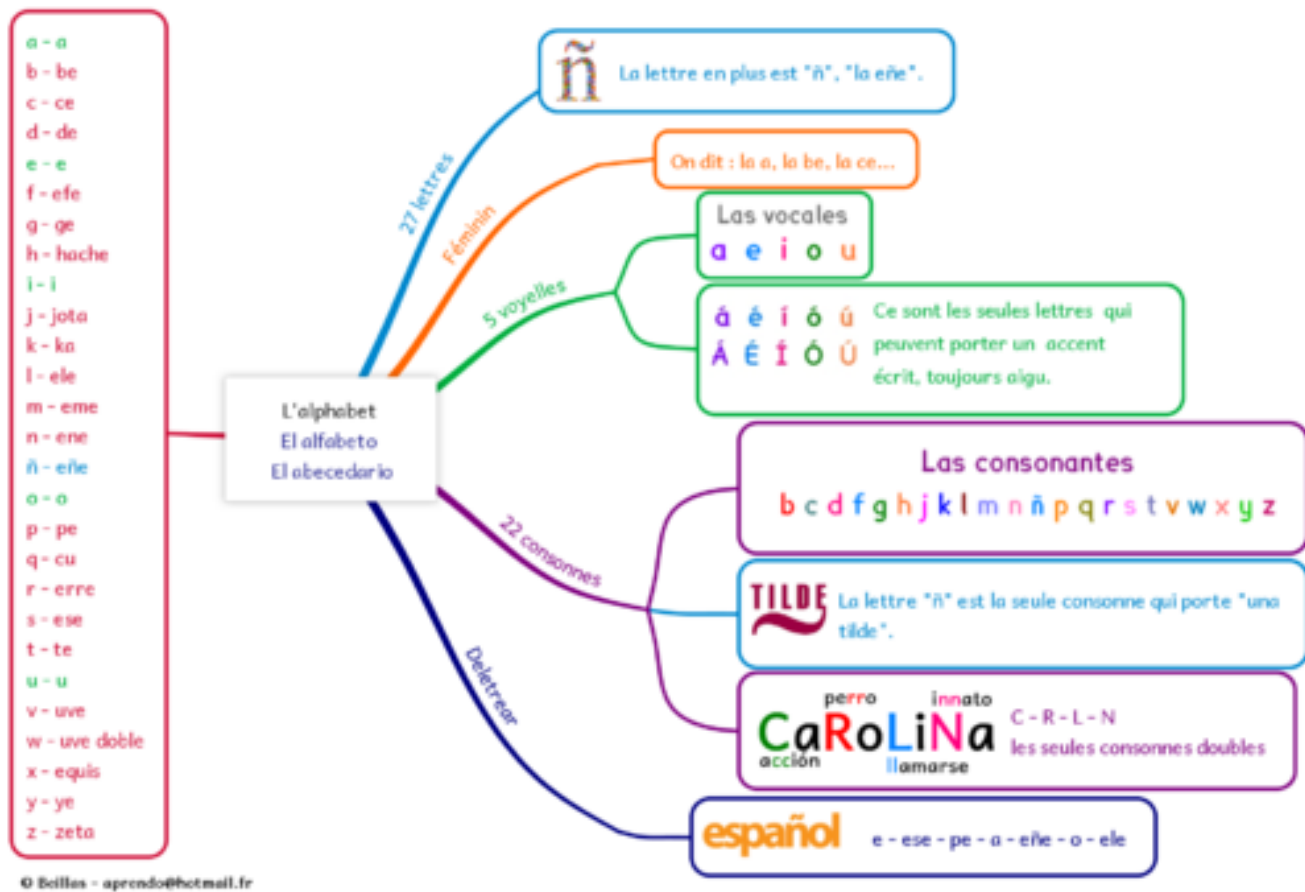 a - a
b - be
c - ce
d - de
e - e
f - efe
g - ge
h - hache
i - i
j - jota
k - ka
l - ele
m - eme
n - ene
ñ - eñe
o - o
p - pe
q - cu
r - erre
s - ese
t - te
u - u
v - uve
w - uve doble
x - equis
y - ye
z - zeta
© Beillas - aprendo@hotmail.fr
L'alphabet
El alfabeto
El abecedario
27 lettres
ñ
La lettre en plus est "ñ", "la eñe".
Féminin
On dit : la a, la be, la ce...
5 voyelles
Las vocales
a e i o u
á é í ó ú
Á É Í Ó Ú
Ce sont les seules lettres qui
peuvent porter un accent
écrit, toujours aigu.
22 consonnes
Las consonantes
b c d f g h j k l m n ñ p q r s t v w x y z
TILDE
La lettre "ñ" est la seule consonne qui porte "una
tilde".
perro innato
CaRoLiNa
acción llamarse
C - R - L - N
les seules consonnes doubles
Deletrear
español
e - ese - pe - a - eñe - o - ele